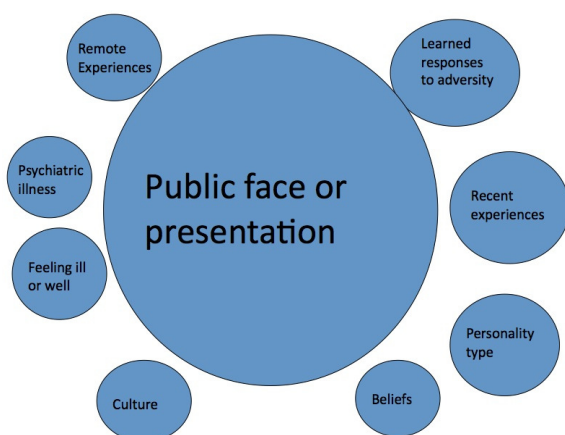 Remote
Experiences
Learned
responses
to adversity
Psychiatric
illness
Public face or
presentation
Recent
experiences
Feeling ill
or well
Personality
type
Culture
Beliefs